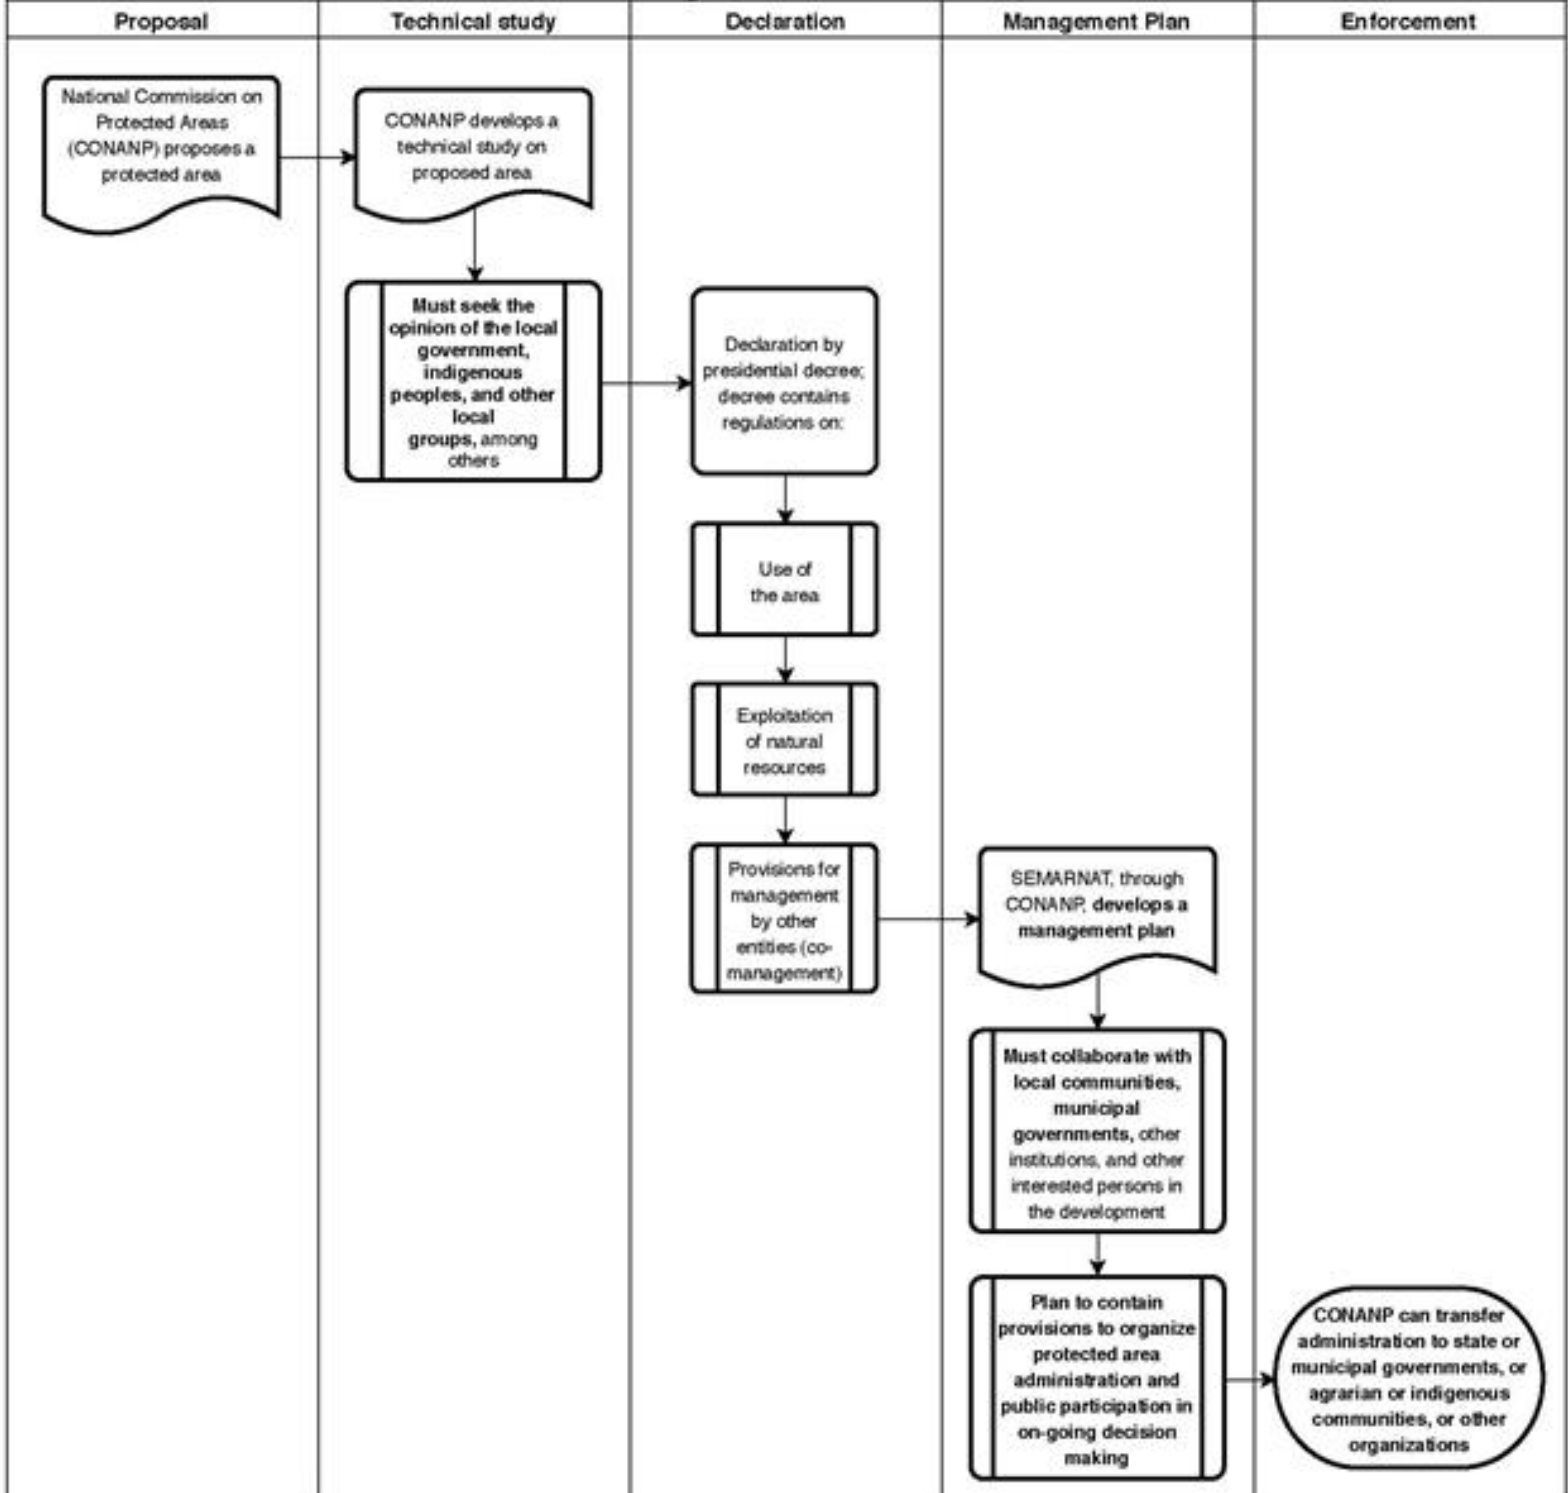 Proposal
Technical study
Declaration
Management Plan
Enforcement
National Commission on
Protected Areas
(CONANP) proposes a
protected area
CONANP develops a
technical study on
proposed area
Must seek the
opinion of the local
government,
indigenous
peoples, and other
local
groups, among
others
Declaration by
presidential decree;
decree contains
regulations on:
Use of
the area
Exploitation
of natural
resources
Provisions for
management
by other
entities (co-
management)
SEMARNAT, through
CONANP, develops a
management plan
Must collaborate with
local communities,
municipal
governments, other
institutions, and other
interested persons in
the development
Plan to contain
provisions to organize
protected area
administration and
public participation in
on-going decision
making
CONANP can transfer
administration to state or
municipal governments, or
agrarian or indigenous
communities, or other
organizations